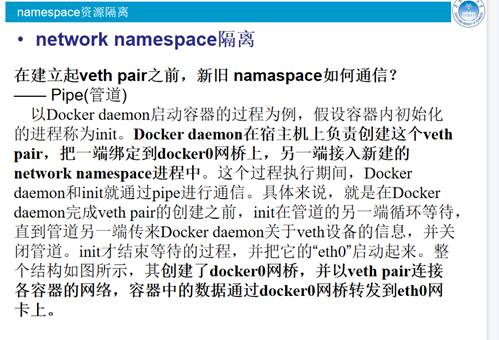 namespace资源隔离
• network namespace隔离
在建立起veth pair之前，新旧 namaspace如何通信？
—— Pipe(管道)
以Docker daemon启动容器的过程为例，假设容器内初始化
的进程称为init。Docker daemon在宿主机上负责创建这个veth
pair，把一端绑定到docker0网桥上，另一端接入新建的
network namespace进程中。这个过程执行期间，Docker
daemon和init就通过pipe进行通信。具体来说，就是在Docker
daemon完成veth pair的创建之前，init在管道的另一端循环等待，
直到管道另一端传来Docker daemon关于veth设备的信息，并关
闭管道。init才结束等待的过程，并把它的“eth0”启动起来。整
个结构如图所示，其创建了docker0网桥，并以veth pair连接
各容器的网络，容器中的数据通过docker0网桥转发到eth0网
卡上。